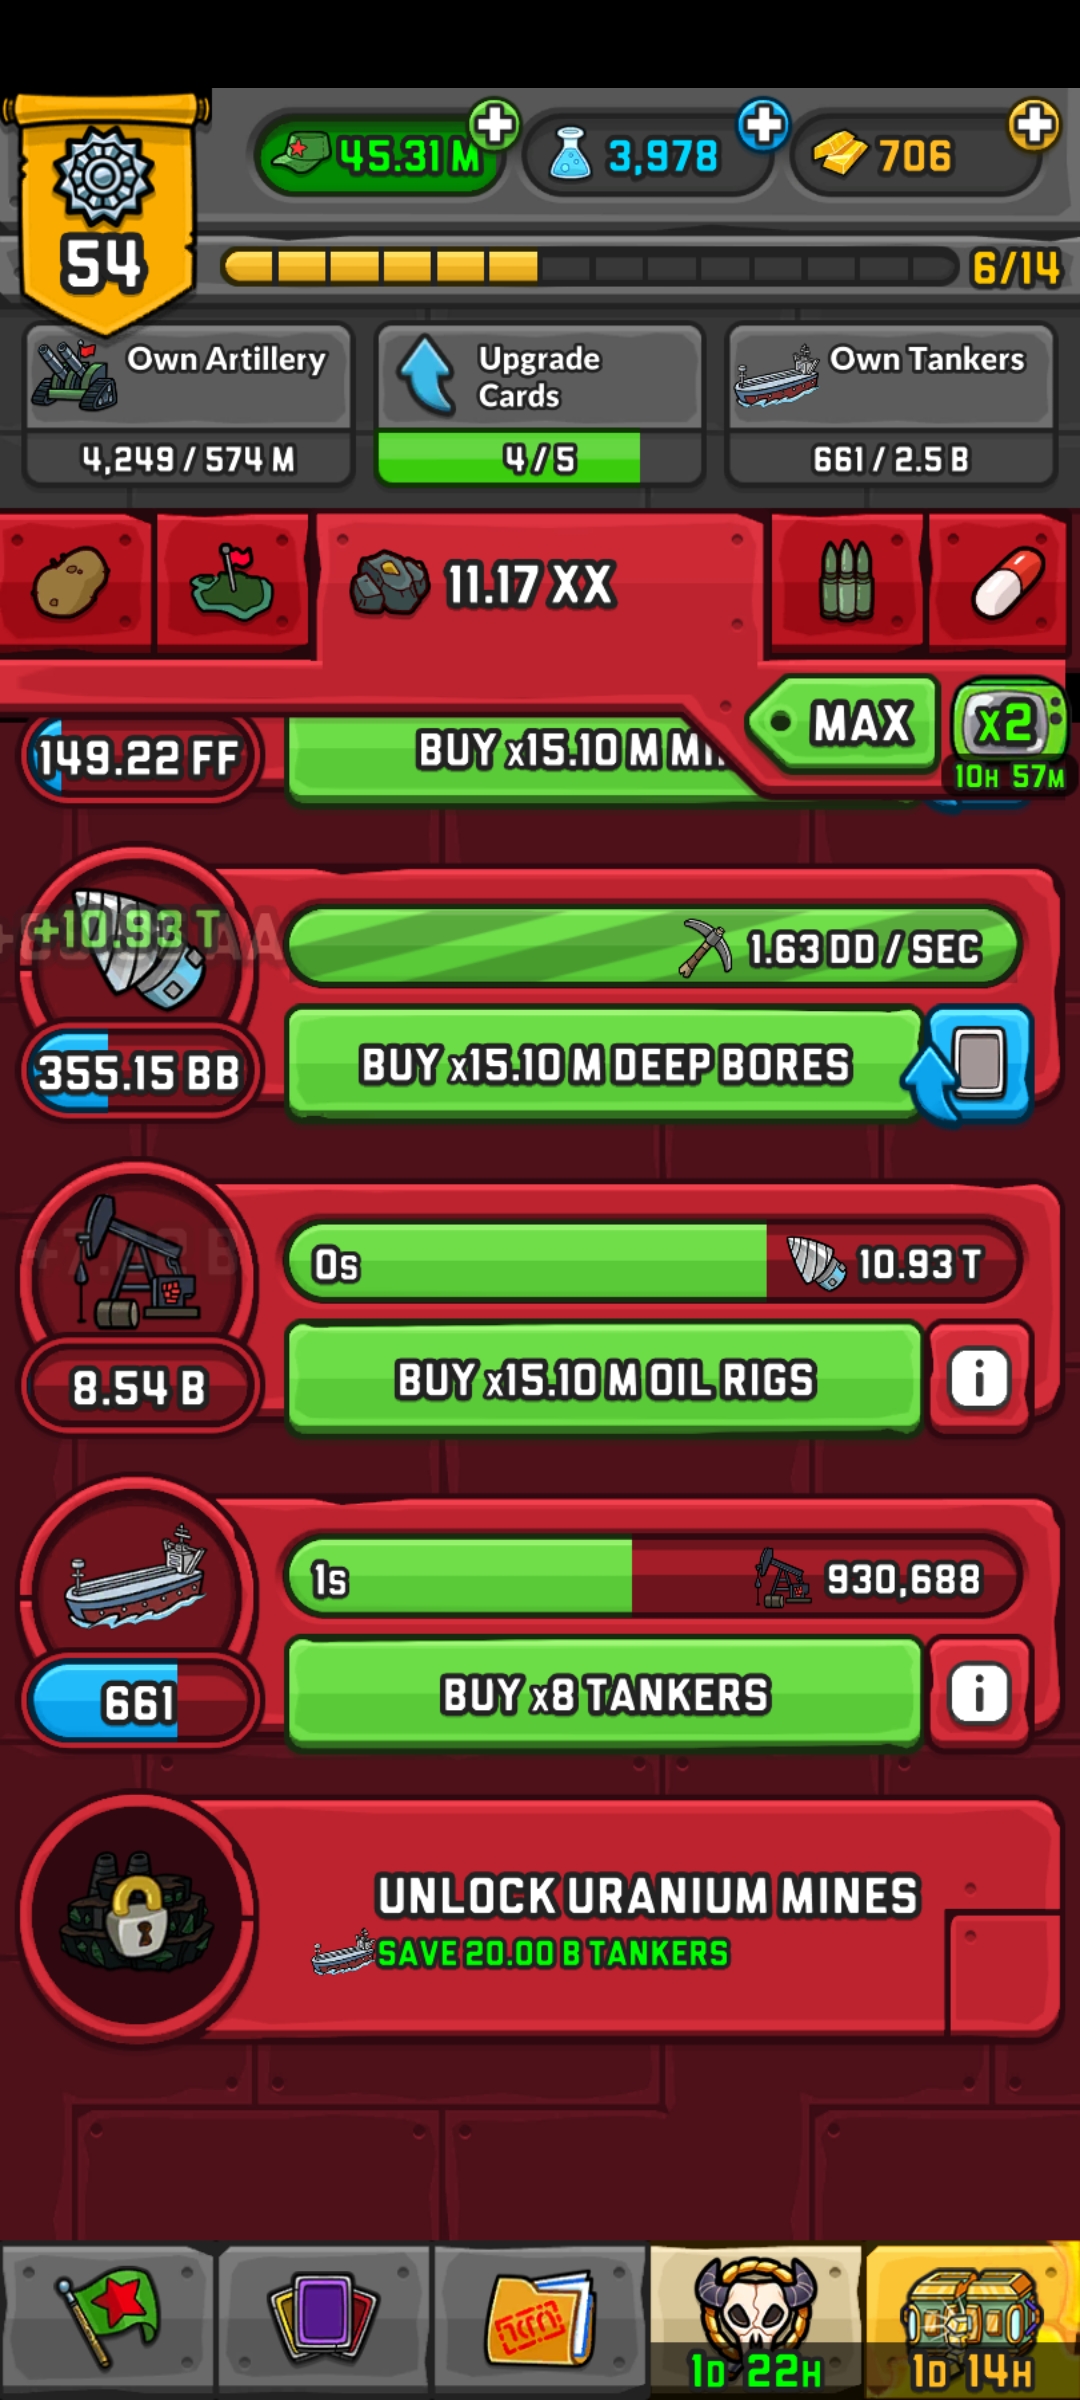 45.31 M
3,978
706
54
6/14
Own Artillery
4,249 / 574 M
Upgrade
Cards
4 / 5
Own Tankers
661 / 2.5 B
11.17 XX
MAX
x2
10H 57M
149.22 FF
BUY x15.10 M
+10.93 T
1.63 DD / SEC
355.15 BB
BUY x15.10 M DEEP BORES
0s
10.93 T
8.54 B
BUY x15.10 M OIL RIGS
1s
930,688
661
BUY x8 TANKERS
UNLOCK URANIUM MINES
SAVE 20.00 B TANKERS
1D 22H
1D 14H